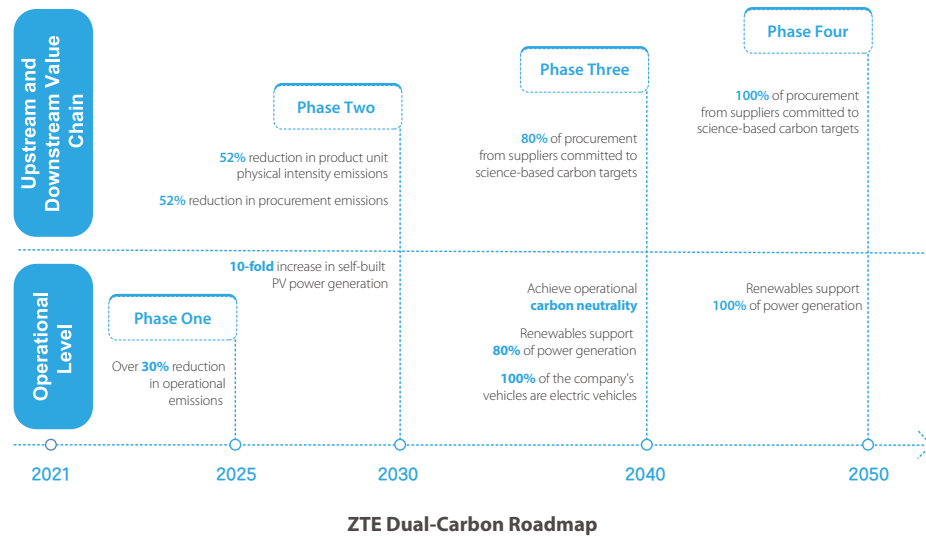 Upstream and
Downstream Value
Chain
Phase Two
52% reduction in product unit
physical intensity emissions
52% reduction in procurement emissions
Phase Three
80% of procurement
from suppliers committed to
science-based carbon targets
Phase Four
100% of procurement
from suppliers committed to
science-based carbon targets
Operational
Level
Phase One
Over 30% reduction
in operational
emissions
10-fold increase in self-built
PV power generation
Achieve operational
carbon neutrality
Renewables support
80% of power generation
100% of the company's
vehicles are electric vehicles
Renewables support
100% of power generation
2021
2025
2030
2040
2050
ZTE Dual-Carbon Roadmap